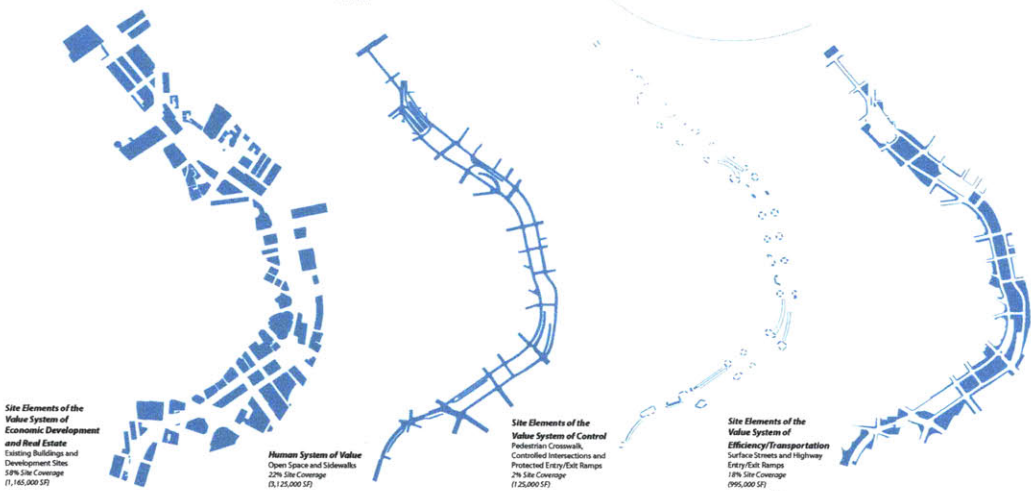 Site Elements of the
Value System of
Economic Development
and Real Estate
Existing Buildings and
Development Sites
58% Site Coverage
(1,165,000 SF)
Human System of Value
Open Space and Sidewalks
22% Site Coverage
(3,125,000 SF)
Site Elements of the
Value System of Control
Pedestrian Crosswalk,
Controlled Intersections and
Protected Entry/Exit Ramps
2% Site Coverage
(125,000 SF)
Site Elements of the
Value System of
Efficiency/Transportation
Surface Streets and Highway
Entry/Exit Ramps
18% Site Coverage
(995,000 SF)